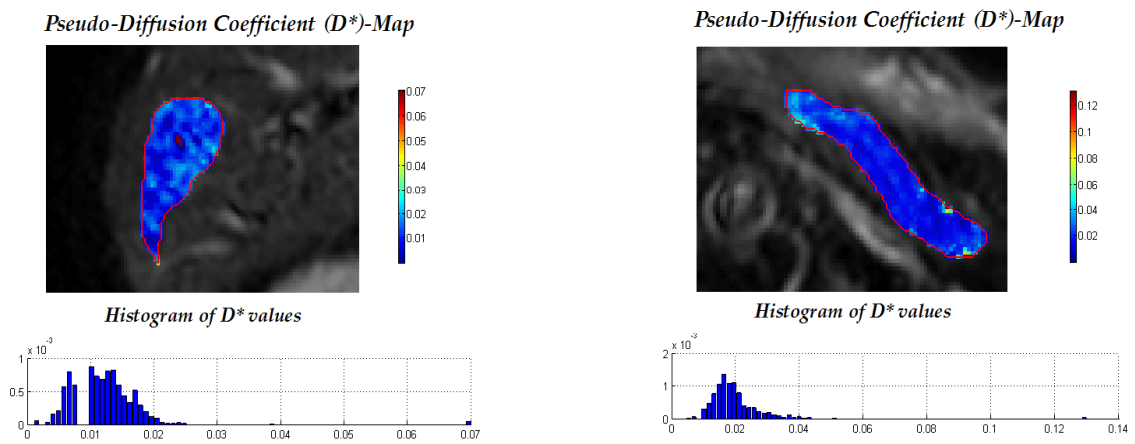 Pseudo-Diffusion Coefficient (D*)-Map
0.07
0.06
0.05
0.04
0.03
0.02
0.01
Histogram of D* values
x 10⁻³
1
0.5
0
0 0.01 0.02 0.03 0.04 0.05 0.06 0.07
Pseudo-Diffusion Coefficient (D*)-Map
0.12
0.10
0.08
0.06
0.04
0.02
Histogram of D* values
x 10⁻³
2
1
0
0 0.02 0.04 0.06 0.08 0.1 0.12 0.14